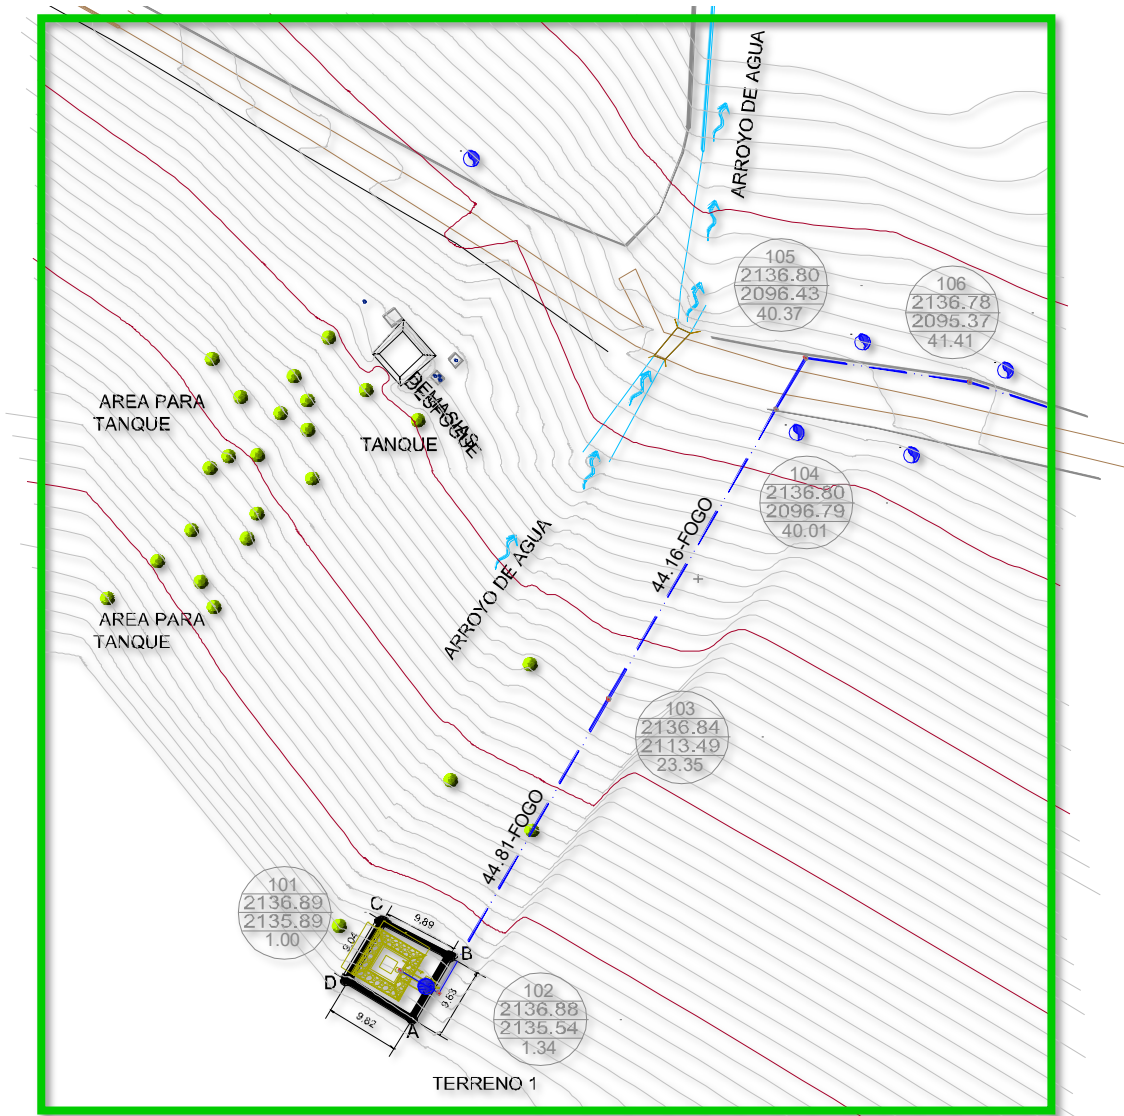 ARROYO DE AGUA
105
2136.80
2096.43
40.37
106
2136.78
2095.37
41.41
AREA PARA
TANQUE
DEMASIAS
DESFOGUE
TANQUE
104
2136.80
2096.79
40.01
44.16-FOGO
ARROYO DE AGUA
AREA PARA
TANQUE
103
2136.84
2113.49
23.35
44.81-FOGO
101
2136.89
2135.89
1.00
C
9.89
9.04
B
D
9.63
9.82
A
102
2136.88
2135.54
1.34
TERRENO 1